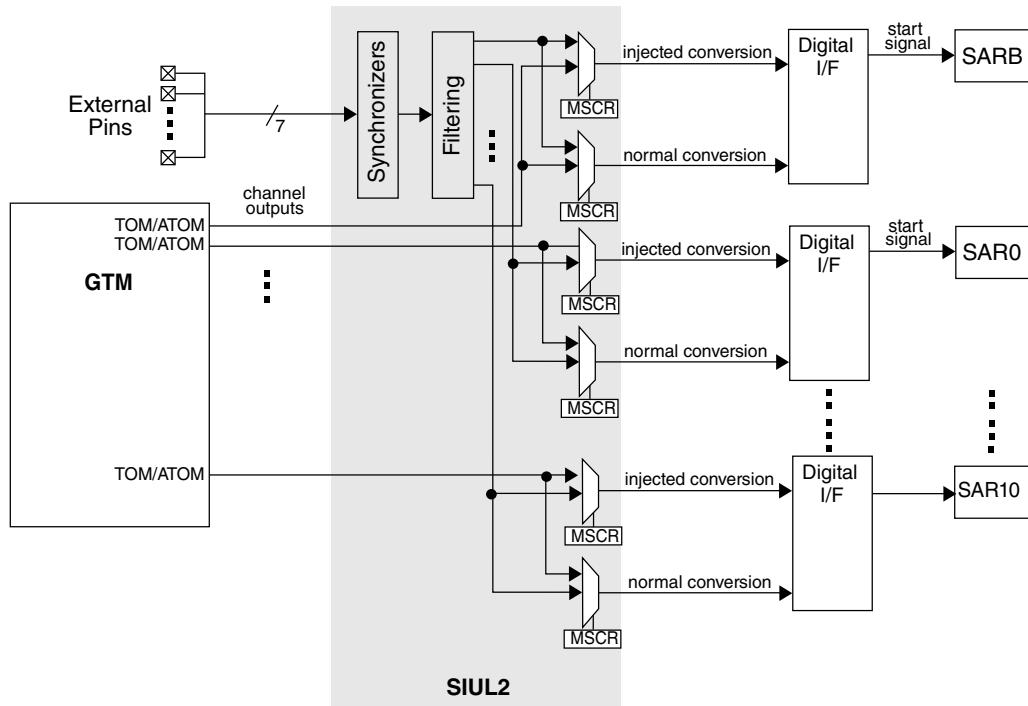 External
Pins
7
Synchronizers
Filtering
MSCR
injected conversion
Digital
I/F
start
signal
SARB
MSCR
normal conversion
channel
outputs
TOM/ATOM
TOM/ATOM
GTM
MSCR
injected conversion
Digital
I/F
start
signal
SAR0
MSCR
normal conversion
TOM/ATOM
MSCR
injected conversion
Digital
I/F
SAR10
MSCR
normal conversion
SIUL2